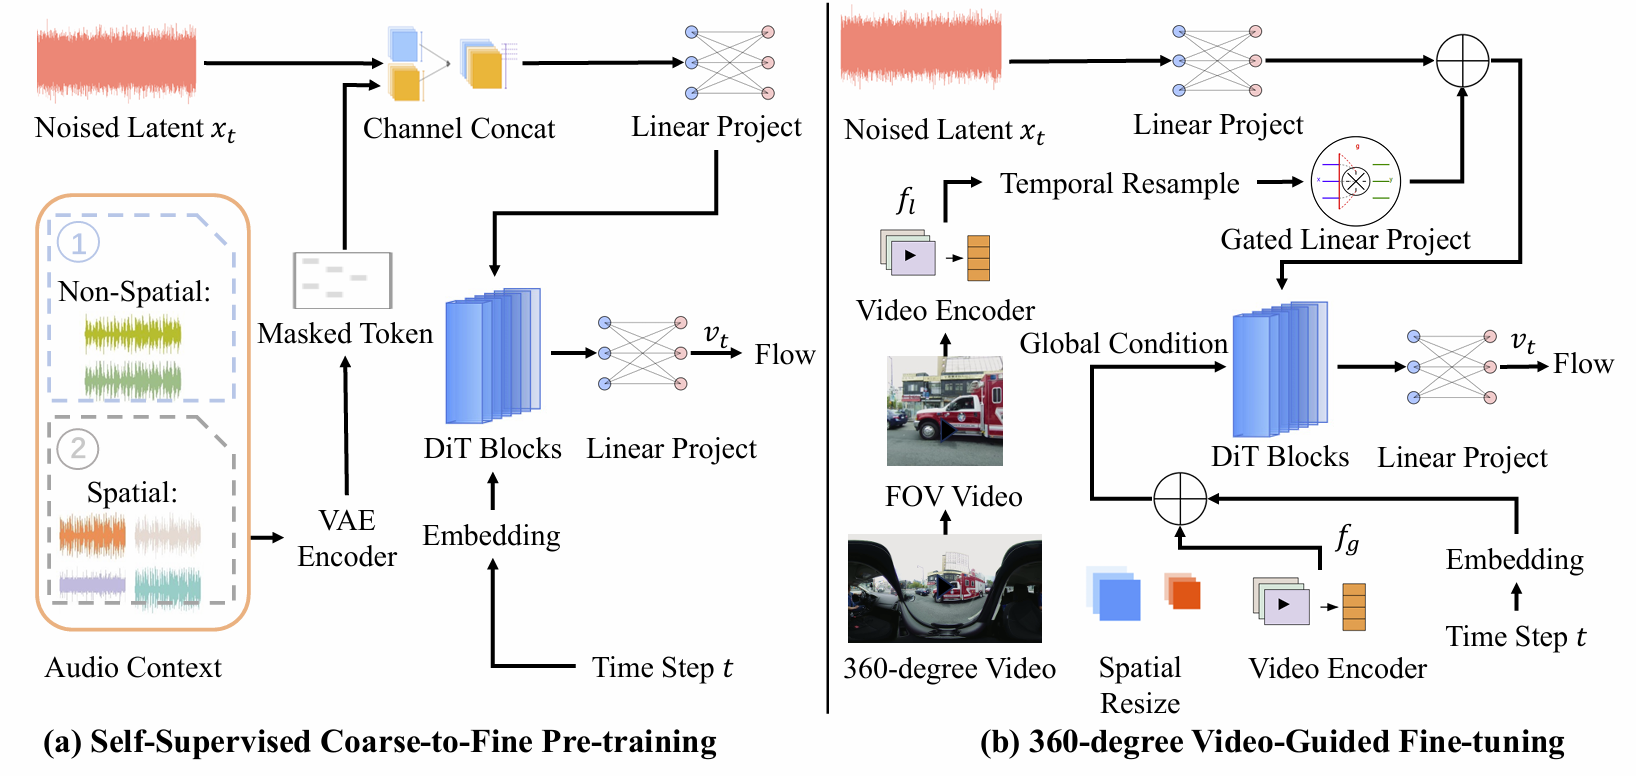 Noised Latent x_t
Channel Concat
Linear Project
1
Non-Spatial:
Masked Token
2
Spatial:
VAE
Encoder
Audio Context
DiT Blocks
Linear Project
v_t
Flow
Embedding
Time Step t
(a) Self-Supervised Coarse-to-Fine Pre-training
Noised Latent x_t
Linear Project
f_l
Temporal Resample
g
x
y
Gated Linear Project
Video Encoder
Global Condition
FOV Video
360-degree Video
DiT Blocks
Linear Project
v_t
Flow
f_g
Spatial
Resize
Video Encoder
Embedding
Time Step t
(b) 360-degree Video-Guided Fine-tuning